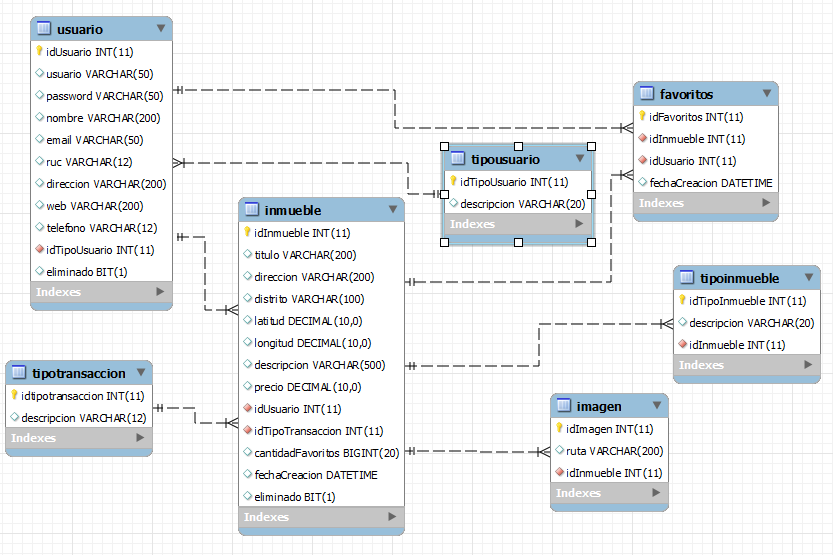 usuario
idUsuario INT(11)
usuario VARCHAR(50)
password VARCHAR(50)
nombre VARCHAR(200)
email VARCHAR(50)
ruc VARCHAR(12)
direccion VARCHAR(200)
web VARCHAR(200)
telefono VARCHAR(12)
idTipoUsuario INT(11)
eliminado BIT(1)
Indexes
favoritos
idFavoritos INT(11)
idInmueble INT(11)
idUsuario INT(11)
fechaCreacion DATETIME
Indexes
tipousuario
idTipoUsuario INT(11)
descripcion VARCHAR(20)
Indexes
inmueble
idInmueble INT(11)
titulo VARCHAR(200)
direccion VARCHAR(200)
distrito VARCHAR(100)
latitud DECIMAL(10,0)
longitud DECIMAL(10,0)
descripcion VARCHAR(500)
precio DECIMAL(10,0)
idUsuario INT(11)
idTipoTransaccion INT(11)
cantidadFavoritos BIGINT(20)
fechaCreacion DATETIME
eliminado BIT(1)
Indexes
tipoinmueble
idTipoInmueble INT(11)
descripcion VARCHAR(20)
idInmueble INT(11)
Indexes
tipotransaccion
idtipotransaccion INT(11)
descripcion VARCHAR(12)
Indexes
imagen
idImagen INT(11)
ruta VARCHAR(200)
idInmueble INT(11)
Indexes